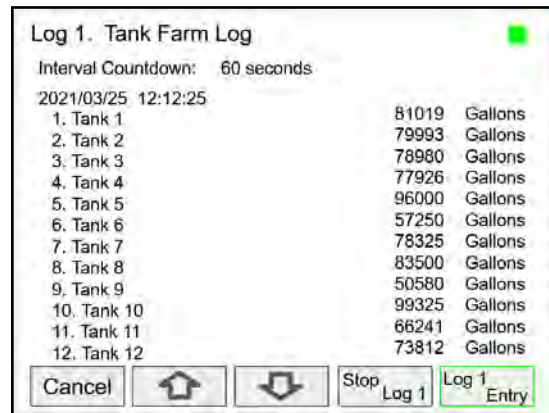 Log 1. Tank Farm Log
Interval Countdown: 60 seconds
2021/03/25 12:12:25
1. Tank 1 81019 Gallons
2. Tank 2 79993 Gallons
3. Tank 3 78980 Gallons
4. Tank 4 77926 Gallons
5. Tank 5 96000 Gallons
6. Tank 6 57250 Gallons
7. Tank 7 78325 Gallons
8. Tank 8 83500 Gallons
9. Tank 9 50580 Gallons
10. Tank 10 99325 Gallons
11. Tank 11 66241 Gallons
12. Tank 12 73812 Gallons
Cancel
Stop
Log 1
Log 1
Entry